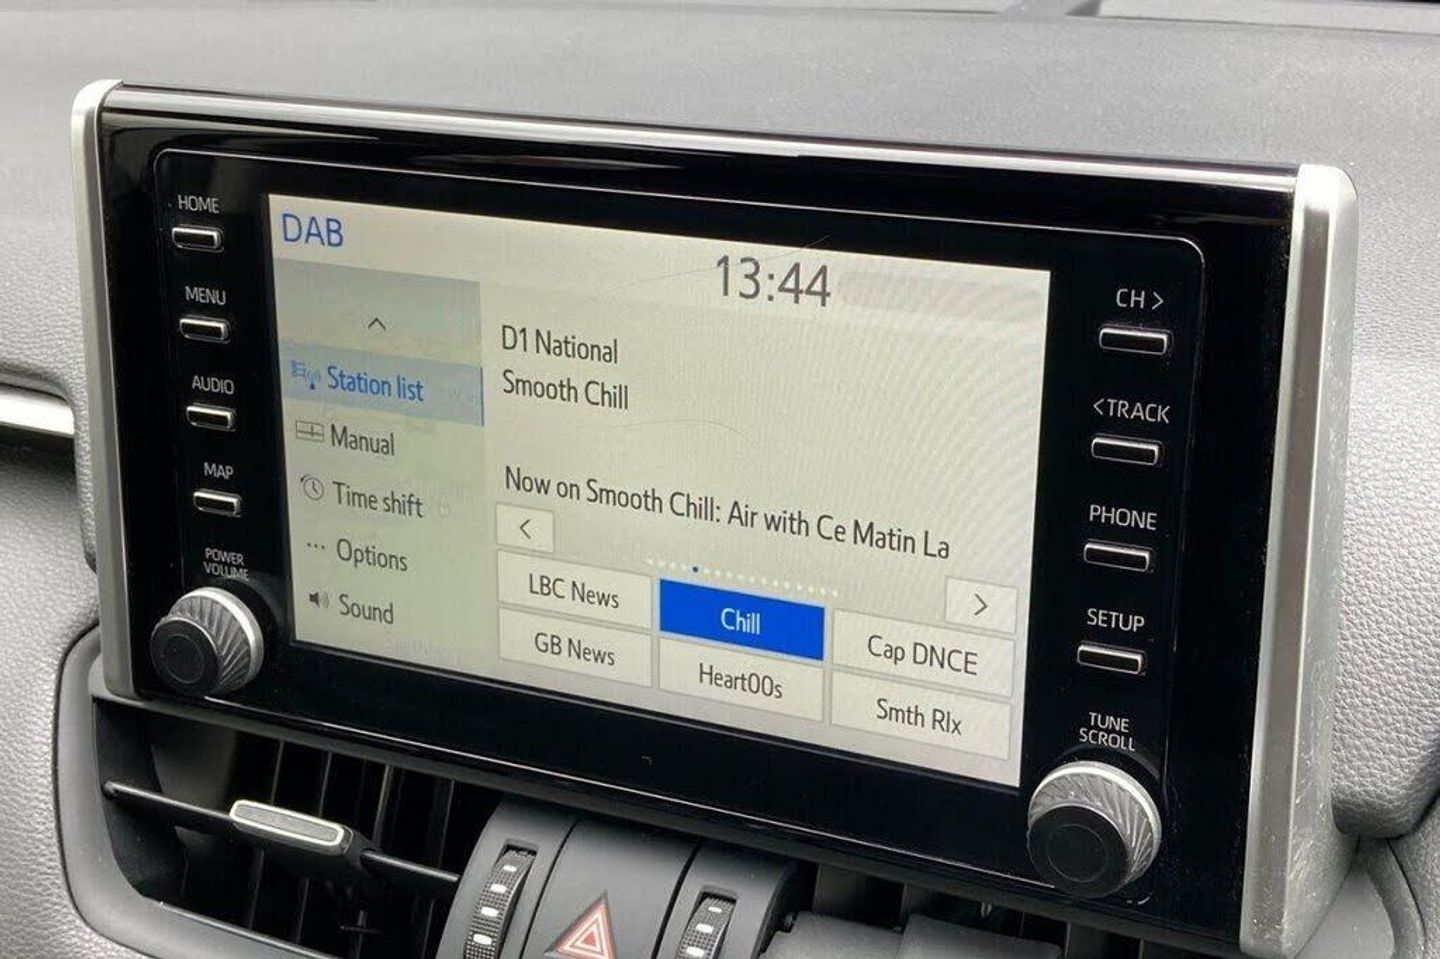 HOME
MENU
AUDIO
MAP
POWER
VOLUME
DAB
13:44
Station list
Manual
Time shift
Options
Sound
D1 National
Smooth Chill
Now on Smooth Chill: Air with Ce Matin La
<
>
LBC News
Chill
Cap DNCE
GB News
Heart00s
Smth Rlx
CH >
<TRACK
PHONE
SETUP
TUNE
SCROLL